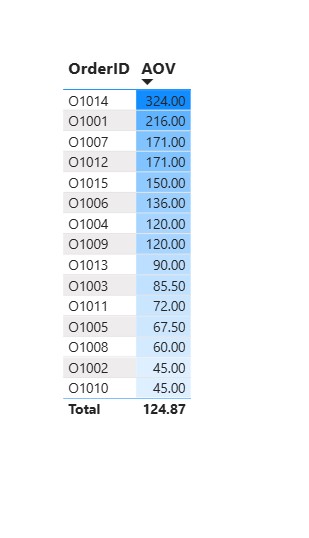 OrderID AOV
O1014 324.00
O1001 216.00
O1007 171.00
O1012 171.00
O1015 150.00
O1006 136.00
O1004 120.00
O1009 120.00
O1013 90.00
O1003 85.50
O1011 72.00
O1005 67.50
O1008 60.00
O1002 45.00
O1010 45.00
Total 124.87